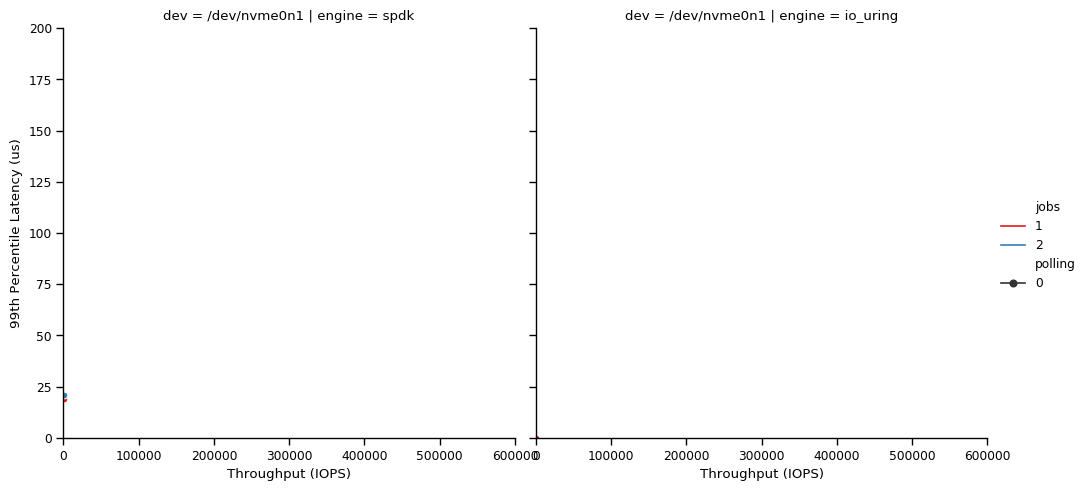 dev = /dev/nvme0n1 | engine = spdk
dev = /dev/nvme0n1 | engine = io_uring
99th Percentile Latency (us)
200
175
150
125
100
75
50
25
0
0 100000 200000 300000 400000 500000 600000
Throughput (IOPS)
0 100000 200000 300000 400000 500000 600000
Throughput (IOPS)
jobs
1
2
polling
0